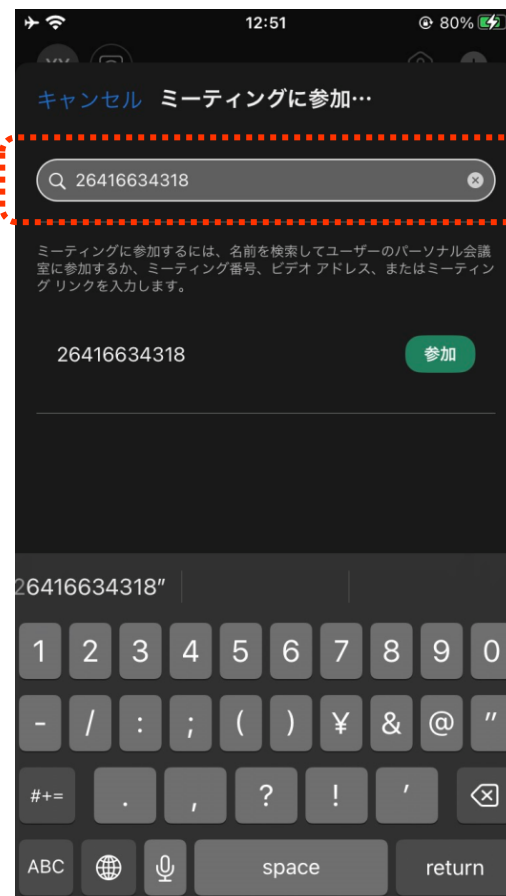 12:51
80%
キャンセル ミーティングに参加…
26416634318
ミーティングに参加するには、名前を検索してユーザーのパーソナル会議
室に参加するか、ミーティング番号、ビデオ アドレス、またはミーティン
グ リンクを入力します。
26416634318 参加
26416634318"
1 2 3 4 5 6 7 8 9 0
- / : ; ( ) ¥ & @ "
#+= . , ? ! '
ABC space return